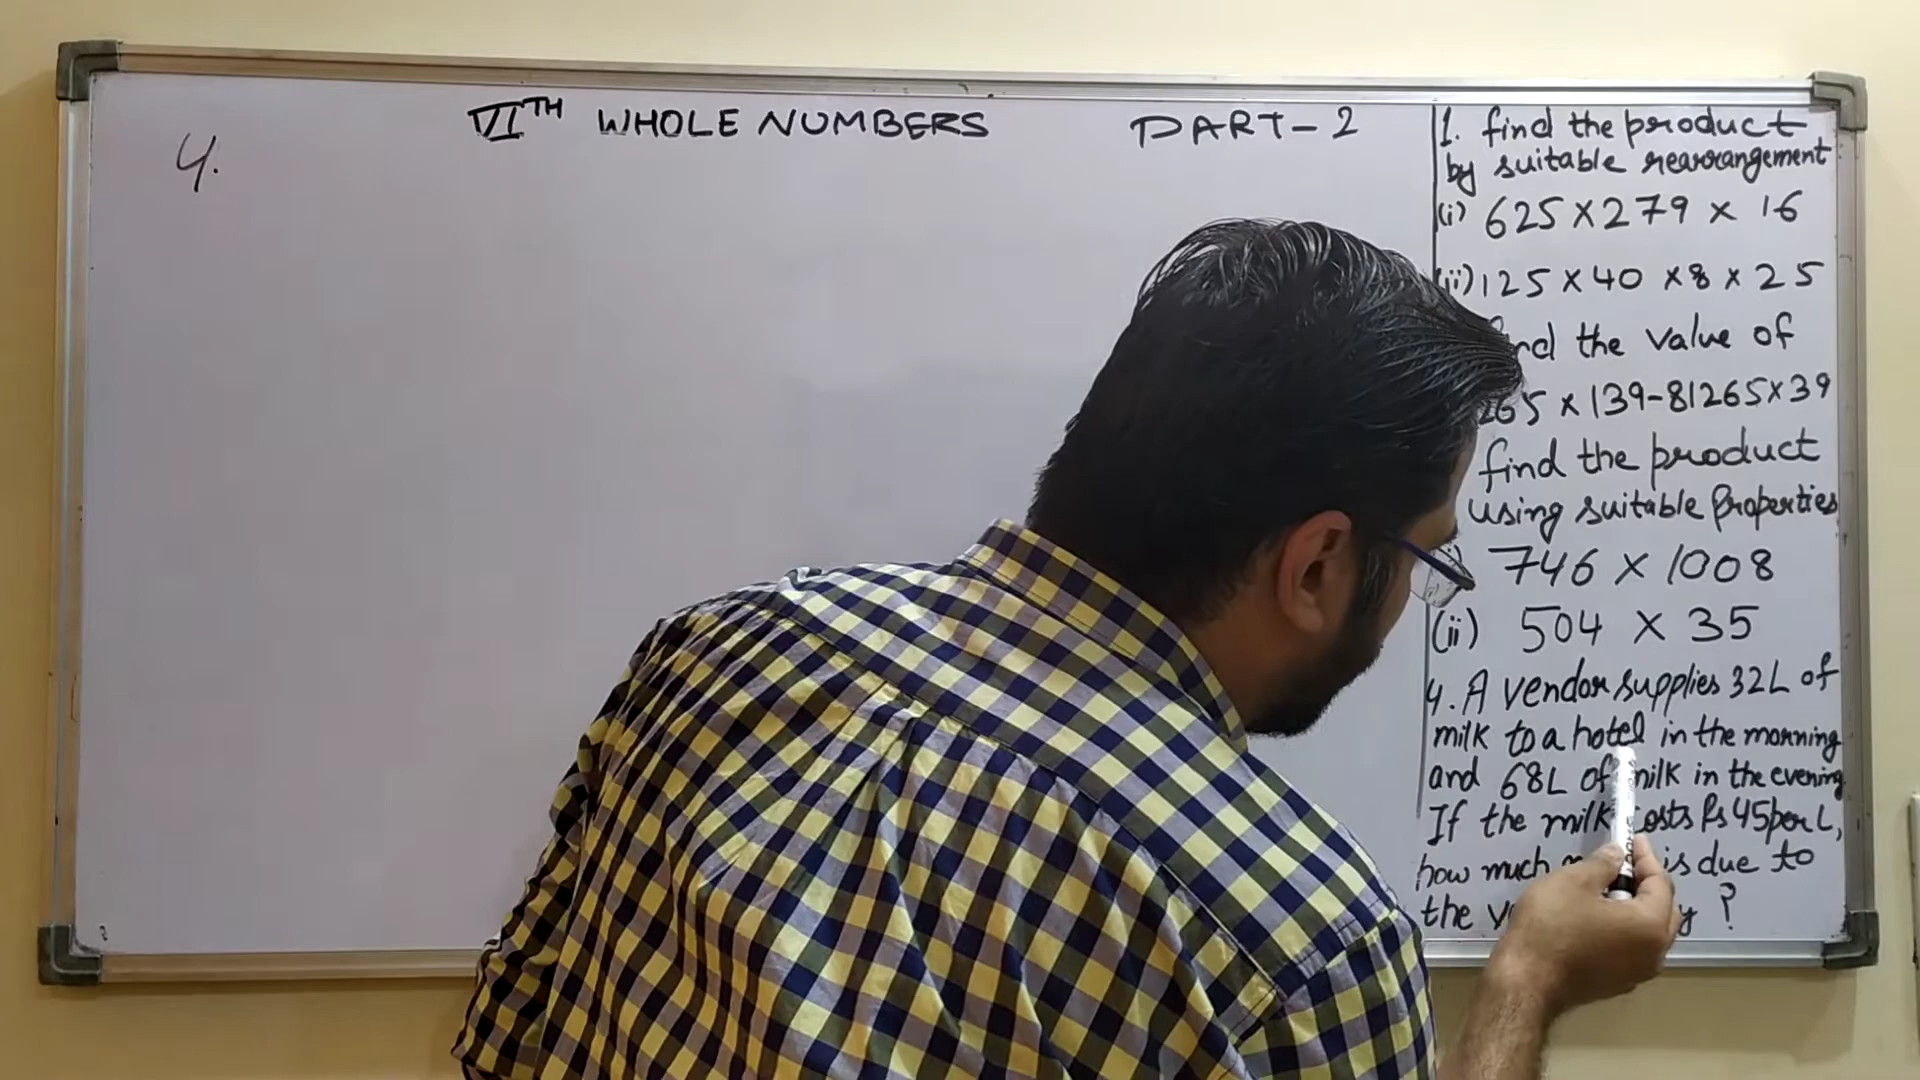 VITH WHOLE NUMBERS PART-2
4.
1. find the product
by suitable rearrangement
(i) 625 × 279 × 16
(ii) 125 × 40 × 8 × 25
the value of
× 139-81265×39
find the product
using suitable properties
746 × 1008
(ii) 504 × 35
4. A vendor supplies 32L of
milk to a hotel in the morning
and 68L of milk in the evening
If the milk costs Rs 45 per L,
how much is due to
the ?